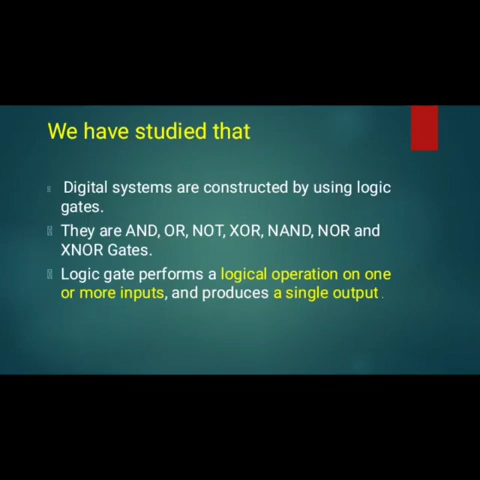 We have studied that
Digital systems are constructed by using logic
gates.
They are AND, OR, NOT, XOR, NAND, NOR and
XNOR Gates.
Logic gate performs a logical operation on one
or more inputs, and produces a single output.